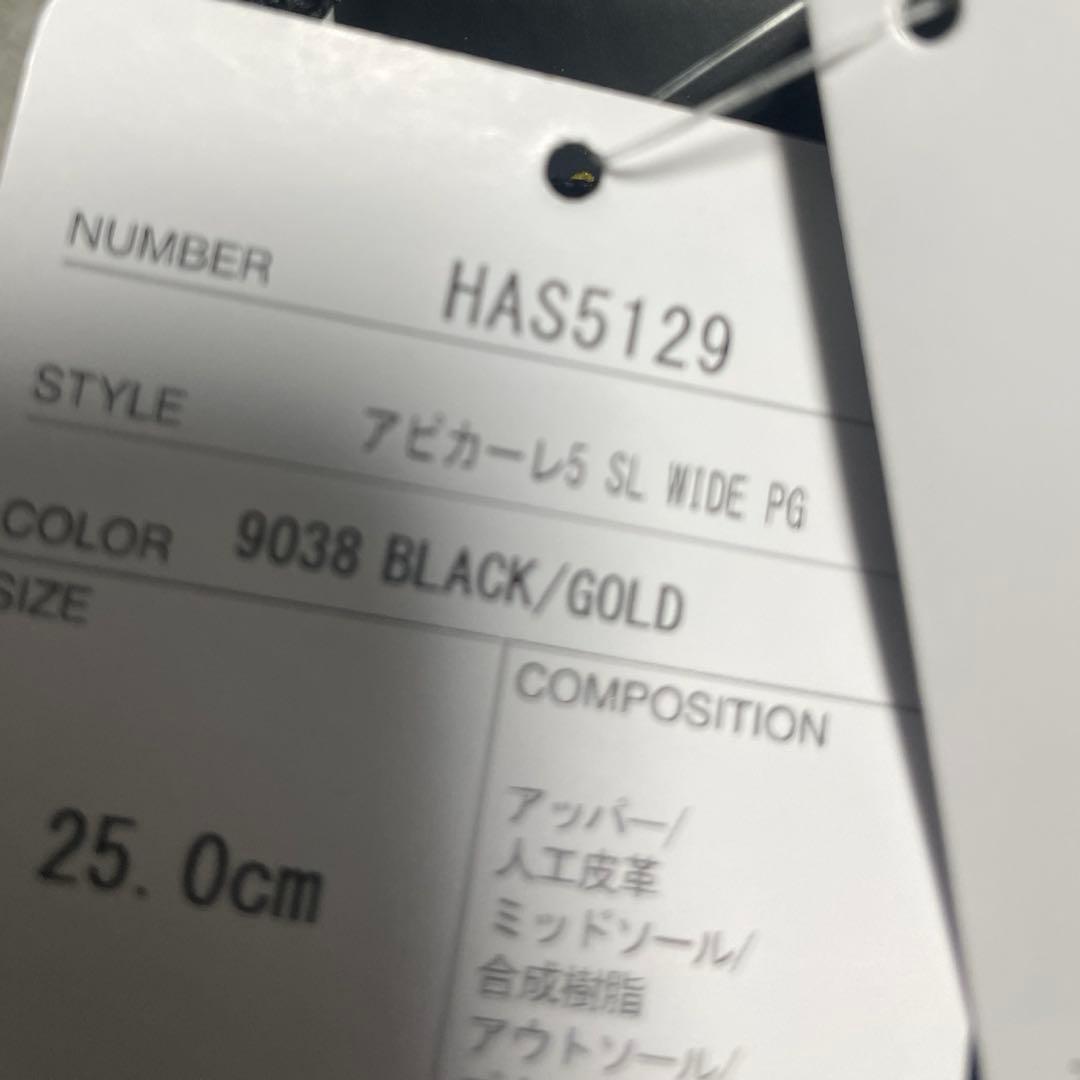 NUMBER HAS5129
STYLE アビカーレ5 SL WIDE PG
COLOR 9038 BLACK/GOLD
SIZE
25.0cm
COMPOSITION
アッパー/
人工皮革
ミッドソール/
合成樹脂
アウトソール/